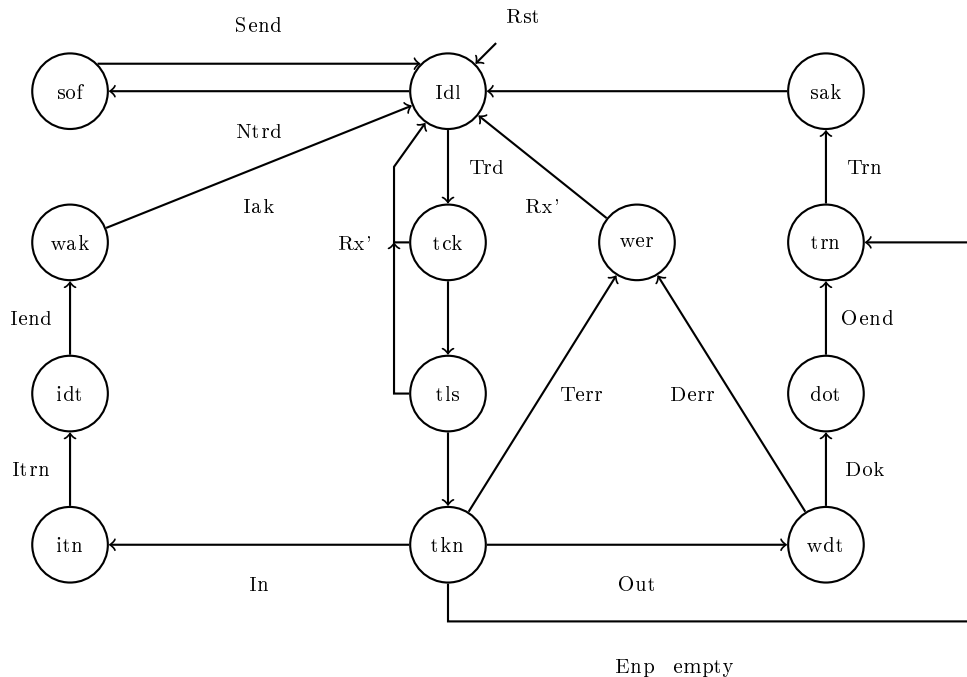 Rst
Send
sof
Idl
sak
Ntrd
Trd
Trn
Iak
Rx'
wak
Rx'
tck
wer
trn
Iend
Oend
idt
tls
Terr
Derr
dot
Itrn
Dok
itn
tkn
wdt
In
Out
Enp empty